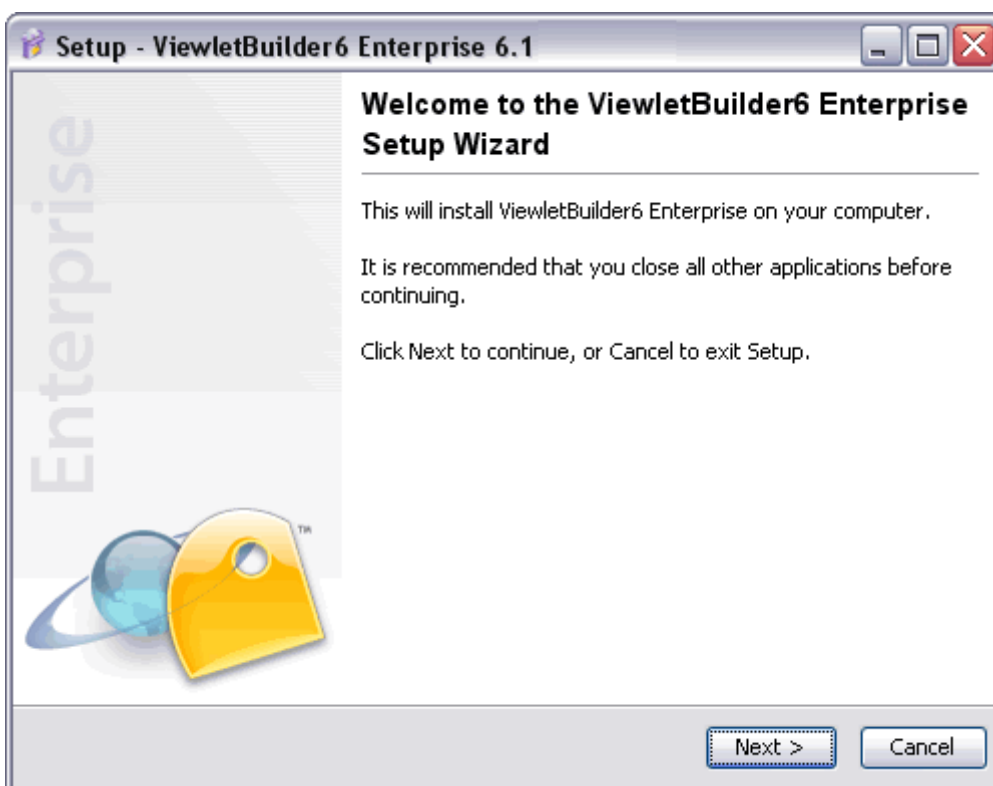 Setup - ViewletBuilder6 Enterprise 6.1
Enterprise
Welcome to the ViewletBuilder6 Enterprise
Setup Wizard
This will install ViewletBuilder6 Enterprise on your computer.
It is recommended that you close all other applications before
continuing.
Click Next to continue, or Cancel to exit Setup.
TM
Next >
Cancel